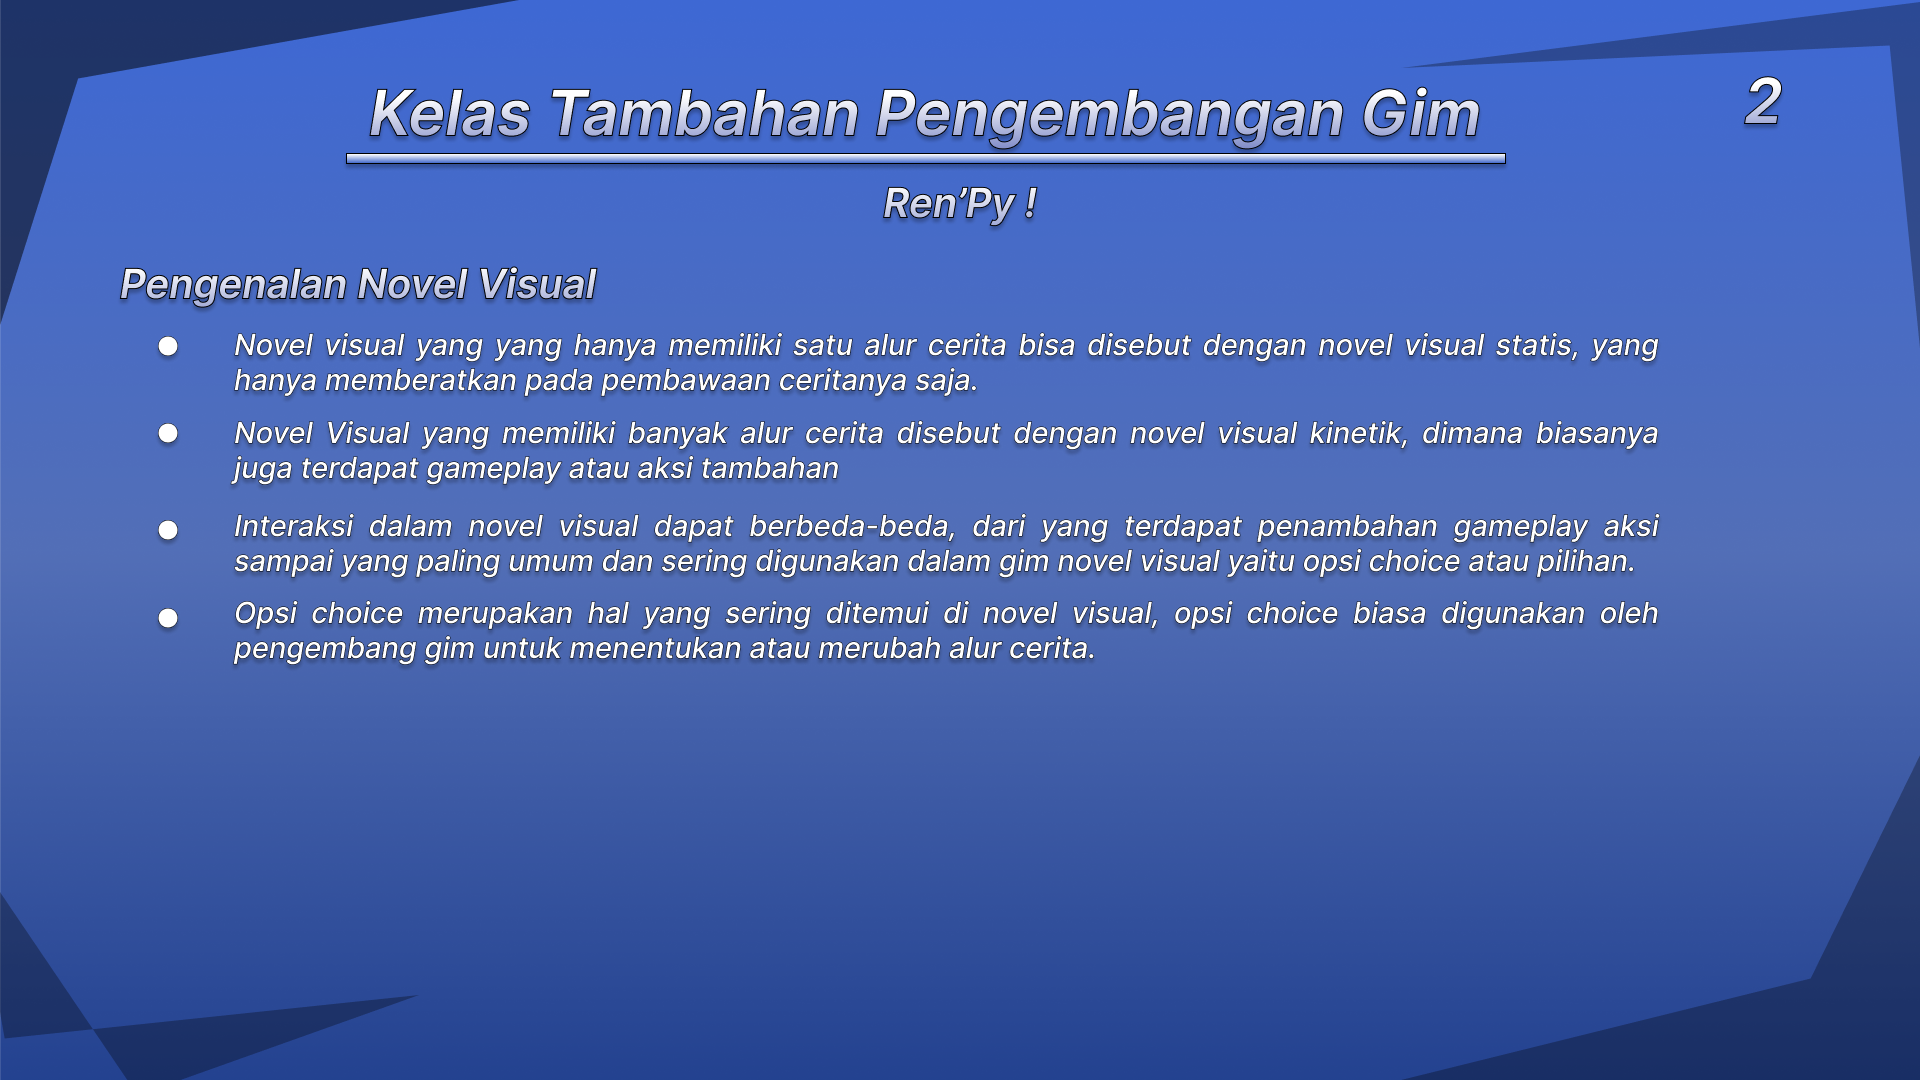 Kelas Tambahan Pengembangan Gim
2
Ren’Py !
Pengenalan Novel Visual
Novel visual yang yang hanya memiliki satu alur cerita bisa disebut dengan novel visual statis, yang
hanya memberatkan pada pembawaan ceritanya saja.
Novel Visual yang memiliki banyak alur cerita disebut dengan novel visual kinetik, dimana biasanya
juga terdapat gameplay atau aksi tambahan
Interaksi dalam novel visual dapat berbeda-beda, dari yang terdapat penambahan gameplay aksi
sampai yang paling umum dan sering digunakan dalam gim novel visual yaitu opsi choice atau pilihan.
Opsi choice merupakan hal yang sering ditemui di novel visual, opsi choice biasa digunakan oleh
pengembang gim untuk menentukan atau merubah alur cerita.